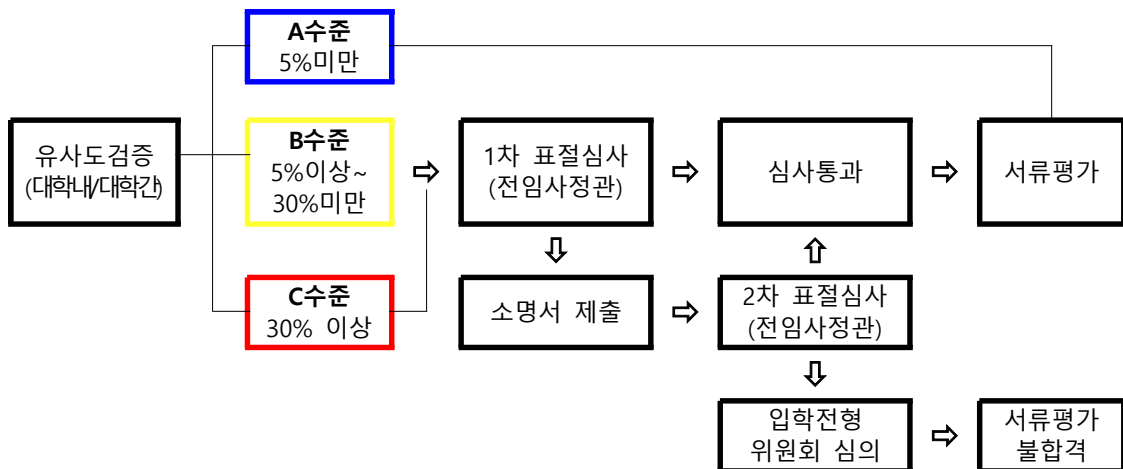 A수준
5%미만
유사도검증
(대학내/대학간)
B수준
5%이상~
30%미만
1차 표절심사
(전임사정관)
심사통과
서류평가
C수준
30% 이상
소명서 제출
2차 표절심사
(전임사정관)
입학전형
위원회 심의
서류평가
불합격